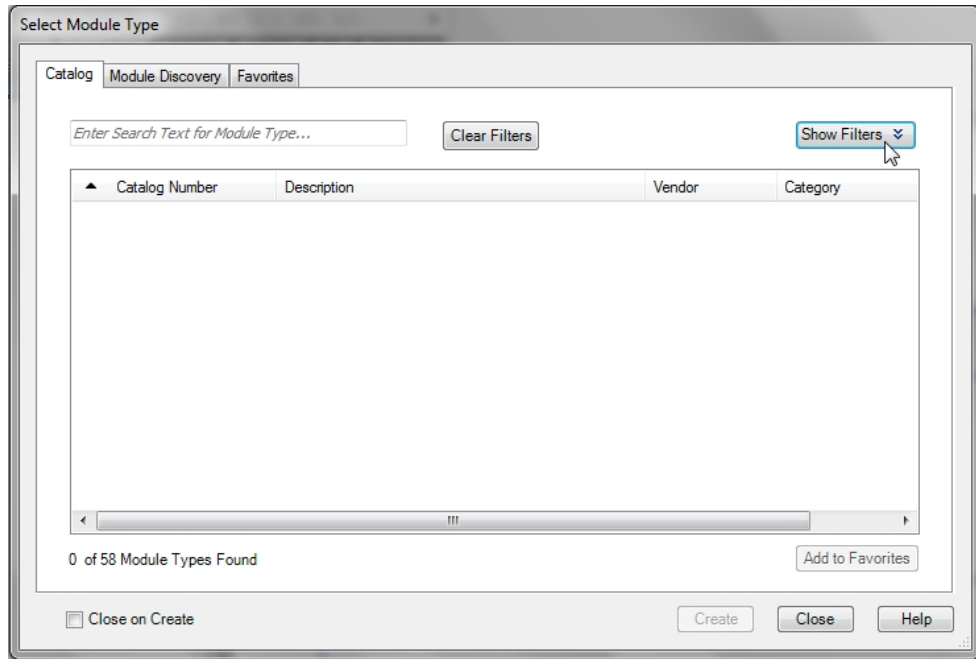 Select Module Type
Catalog Module Discovery Favorites
Enter Search Text for Module Type... Clear Filters Show Filters
Catalog Number Description Vendor Category
0 of 58 Module Types Found Add to Favorites
Close on Create Create Close Help